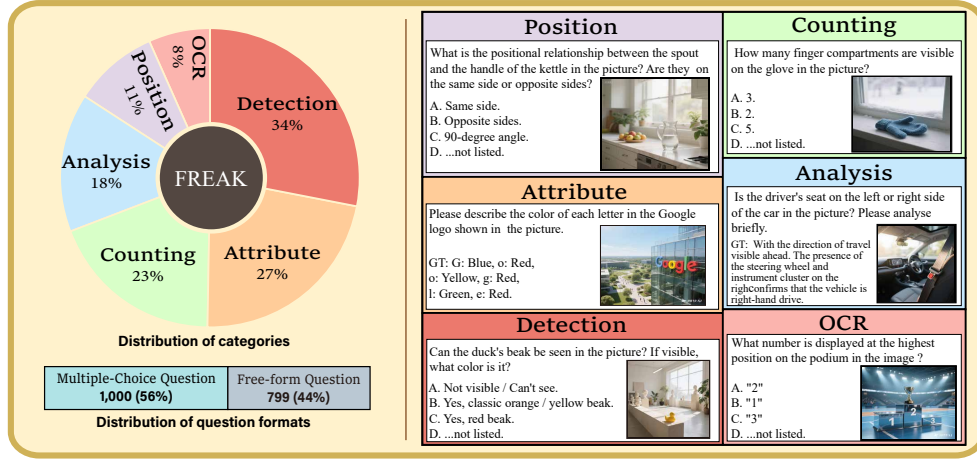 OCR
8%
Position
11%
Detection
34%
Analysis
18%
FREAK
Counting
23%
Attribute
27%
Distribution of categories
Multiple-Choice Question
1,000 (56%)
Free-form Question
799 (44%)
Distribution of question formats
Position
What is the positional relationship between the spout
and the handle of the kettle in the picture? Are they on
the same side or opposite sides?
A. Same side.
B. Opposite sides.
C. 90-degree angle.
D. ...not listed.
Attribute
Please describe the color of each letter in the Google
logo shown in the picture.
GT: G: Blue, o: Red,
o: Yellow, g: Red,
l: Green, e: Red.
Google
Detection
Can the duck's beak be seen in the picture? If visible,
what color is it?
A. Not visible / Can't see.
B. Yes, classic orange / yellow beak.
C. Yes, red beak.
D. ...not listed.
Counting
How many finger compartments are visible
on the glove in the picture?
A. 3.
B. 2.
C. 5.
D. ...not listed.
Analysis
Is the driver's seat on the left or right side
of the car in the picture? Please analyse
briefly.
GT: With the direction of travel
visible ahead. The presence of
the steering wheel and
instrument cluster on the
righconfirms that the vehicle is
right-hand drive.
OCR
What number is displayed at the highest
position on the podium in the image ?
A. "2"
B. "1"
C. "3"
D. ...not listed.
1 2 3